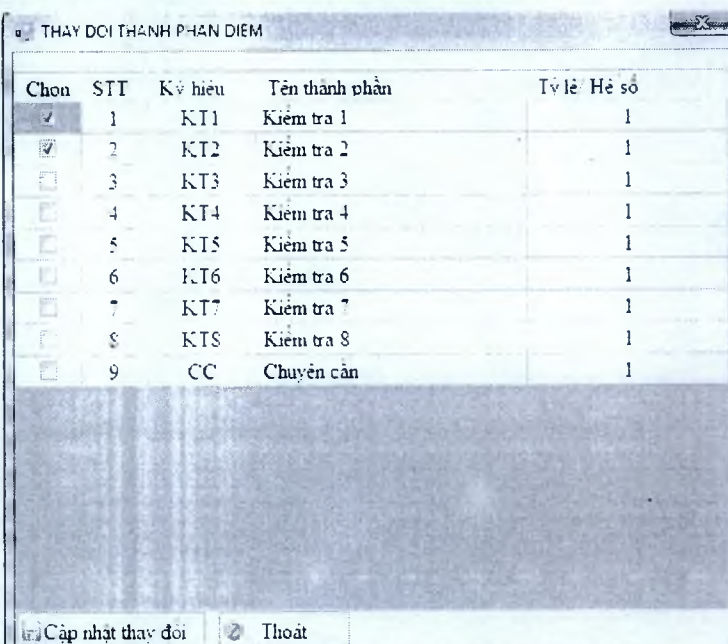 THAY DOI THANH PHAN DIEM
Chọn STT Ký hiệu Tên thành phần Tỷ lệ/ Hệ số
1 KT1 Kiểm tra 1 1
2 KT2 Kiểm tra 2 1
3 KT3 Kiểm tra 3 1
4 KT4 Kiểm tra 4 1
5 KT5 Kiểm tra 5 1
6 KT6 Kiểm tra 6 1
7 KT7 Kiểm tra 7 1
8 KT8 Kiểm tra 8 1
9 CC Chuyên cần 1
Cập nhật thay đổi Thoát